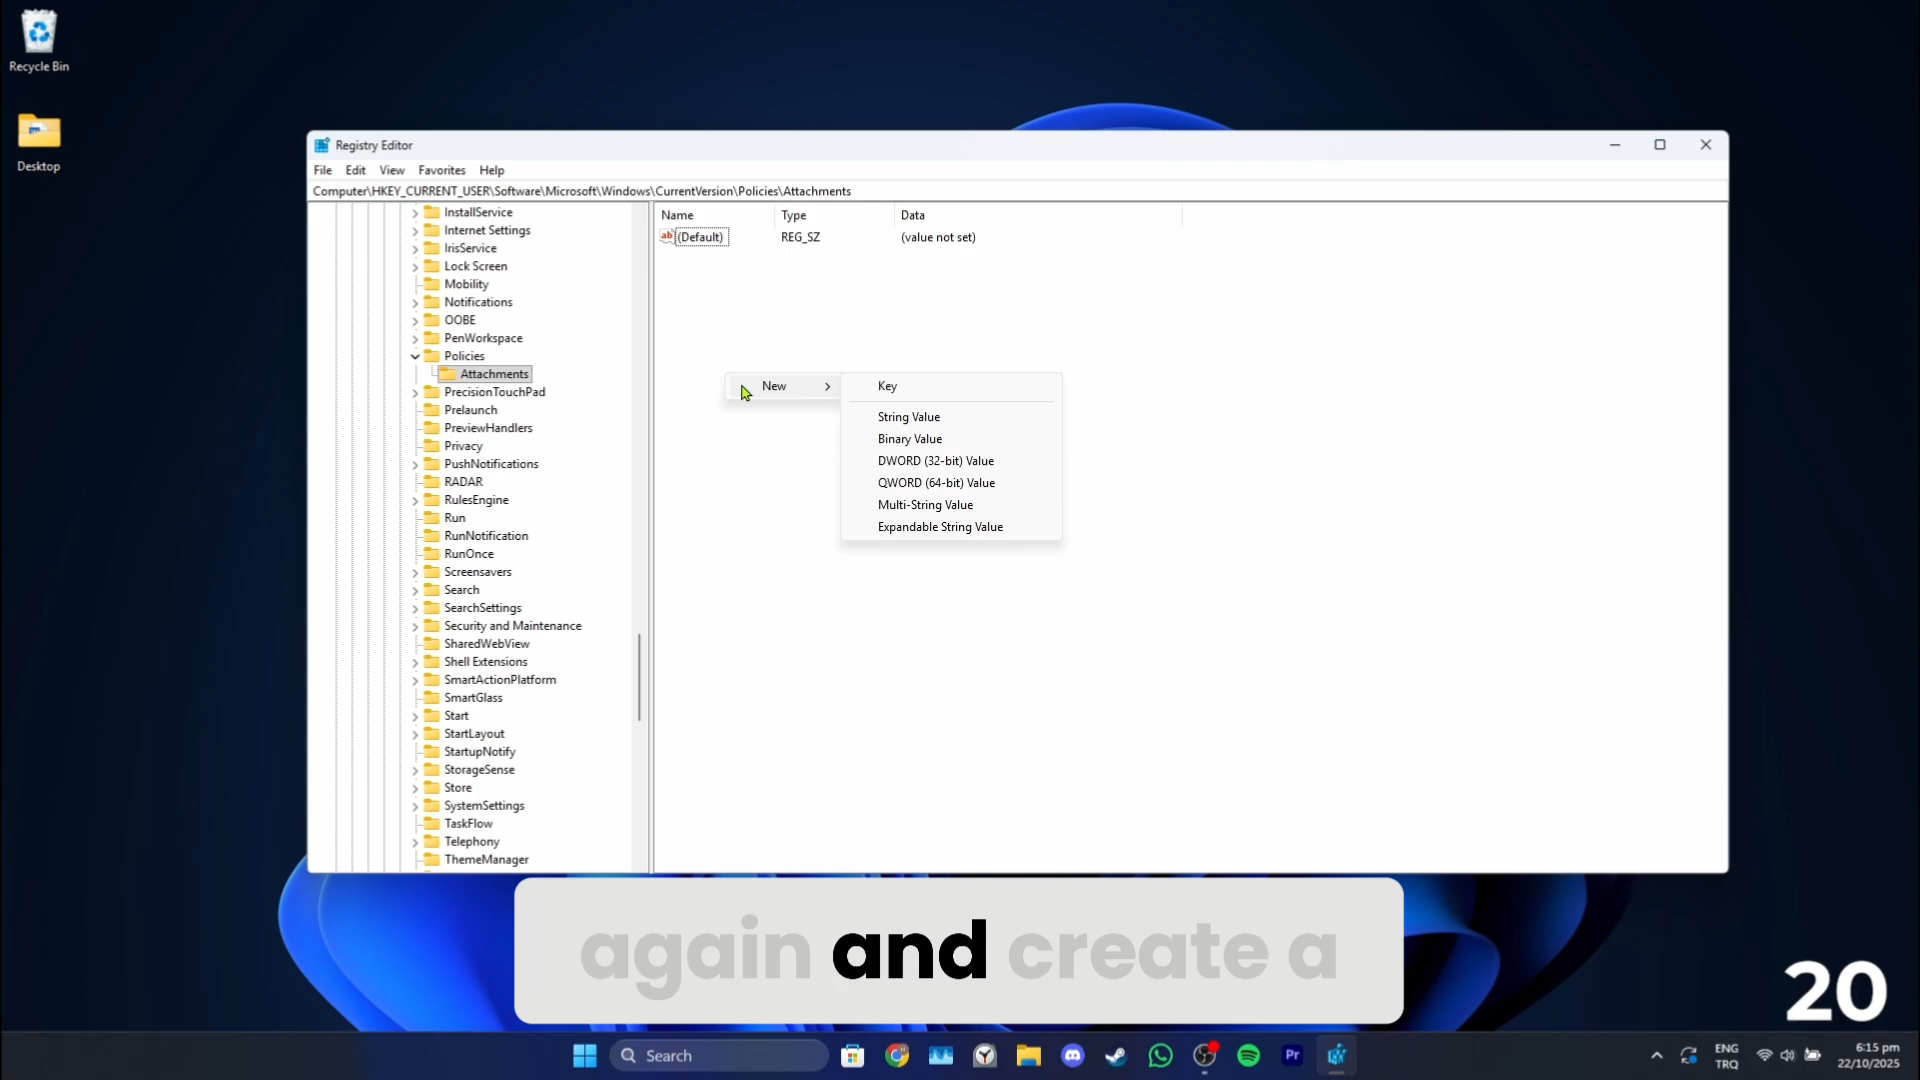 Recycle Bin
Desktop
Registry Editor
File Edit View Favorites Help
Computer\HKEY_CURRENT_USER\Software\Microsoft\Windows\CurrentVersion\Policies\Attachments
InstallService
Internet Settings
IrisService
Lock Screen
Mobility
Notifications
OOBE
PenWorkspace
Policies
Attachments
PrecisionTouchPad
Prelaunch
PreviewHandlers
Privacy
PushNotifications
RADAR
RulesEngine
Run
RunNotification
RunOnce
Screensavers
Search
SearchSettings
Security and Maintenance
SharedWebView
Shell Extensions
SmartActionPlatform
SmartGlass
Start
StartLayout
StartupNotify
StorageSense
Store
SystemSettings
TaskFlow
Telephony
ThemeManager
Name Type Data
ab (Default) REG_SZ (value not set)
New
Key
String Value
Binary Value
DWORD (32-bit) Value
QWORD (64-bit) Value
Multi-String Value
Expandable String Value
again and create a
20
Search
Pr
ENG
TRQ
6:15 pm
22/10/2025